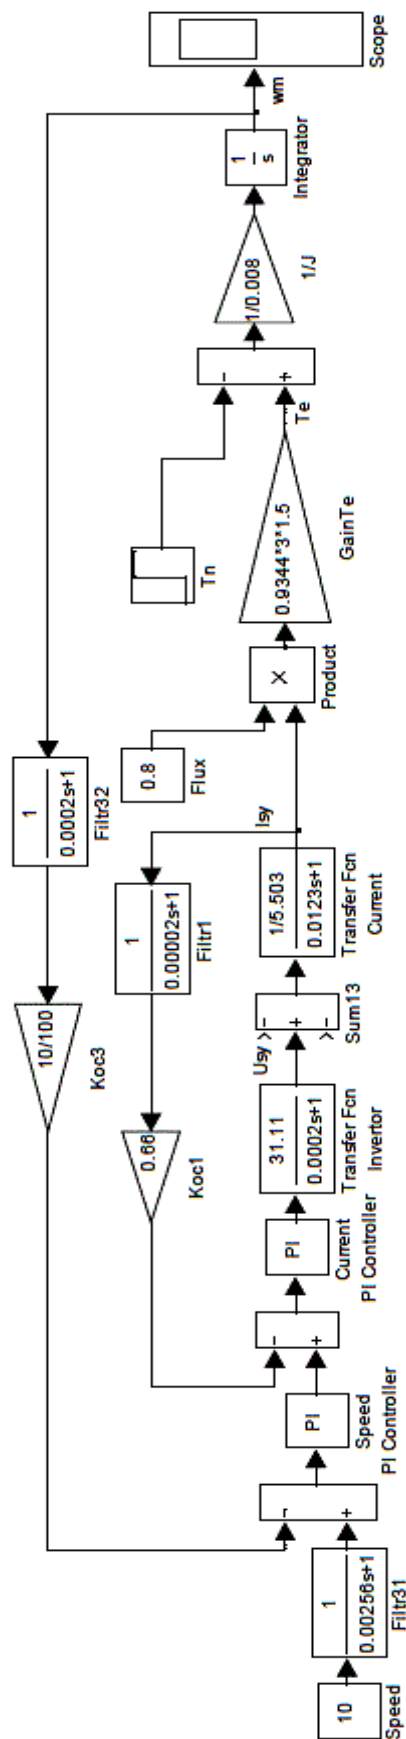 10
Speed
1
0.00256s+1
Filtr31
-
+
PI
Speed
PI Controller
-
+
PI
Current
PI Controller
31.11
0.0002s+1
Transfer Fcn
Invertor
Usy
-
+
-
Sum13
1/5.503
0.0123s+1
Transfer Fcn
Current
Isy
0.66
Koc1
1
0.00002s+1
Filtr1
10/100
Koc3
1
0.0002s+1
Filtr32
0.8
Flux
×
Product
0.9344*3*1.5
GainTe
Te
Tn
-
+
1/0.008
1/J
1
s
Integrator
wm
Scope